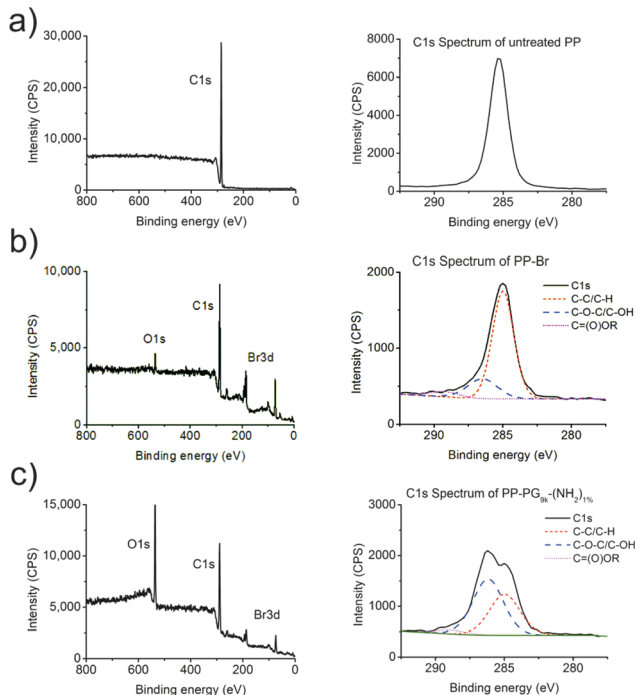 a)
30,000
20,000
10,000
0
Intensity (CPS)
C1s
800 600 400 200 0
Binding energy (eV)
C1s Spectrum of untreated PP
8000
6000
4000
2000
0
Intensity (CPS)
290 285 280
Binding energy (eV)
b)
10,000
5,000
0
Intensity (CPS)
O1s
C1s
Br3d
800 600 400 200 0
Binding energy (eV)
C1s Spectrum of PP-Br
C1s
C-C/C-H
C-O-C/C-OH
C=(O)OR
2000
1000
0
Intensity (CPS)
290 285 280
Binding energy (eV)
c)
15,000
10,000
5,000
0
Intensity (CPS)
O1s
C1s
Br3d
800 600 400 200 0
Binding energy (eV)
C1s Spectrum of PP-PG9k-(NH2)1%
C1s
C-C/C-H
C-O-C/C-OH
C=(O)OR
3000
2000
1000
0
Intensity (CPS)
290 285 280
Binding energy (eV)